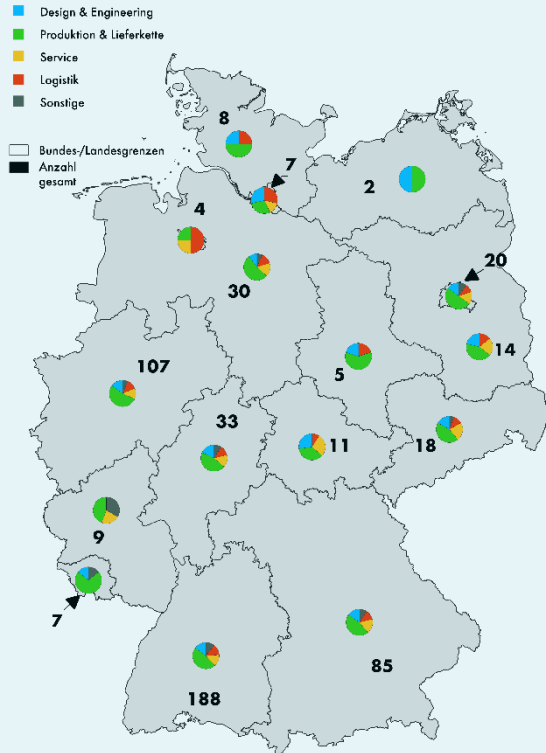 Design & Engineering
Produktion & Lieferkette
Service
Logistik
Sonstige
Bundes-/Landesgrenzen
Anzahl
gesamt
8
7
2
4
30
20
14
107
5
33
11
18
9
7
85
188